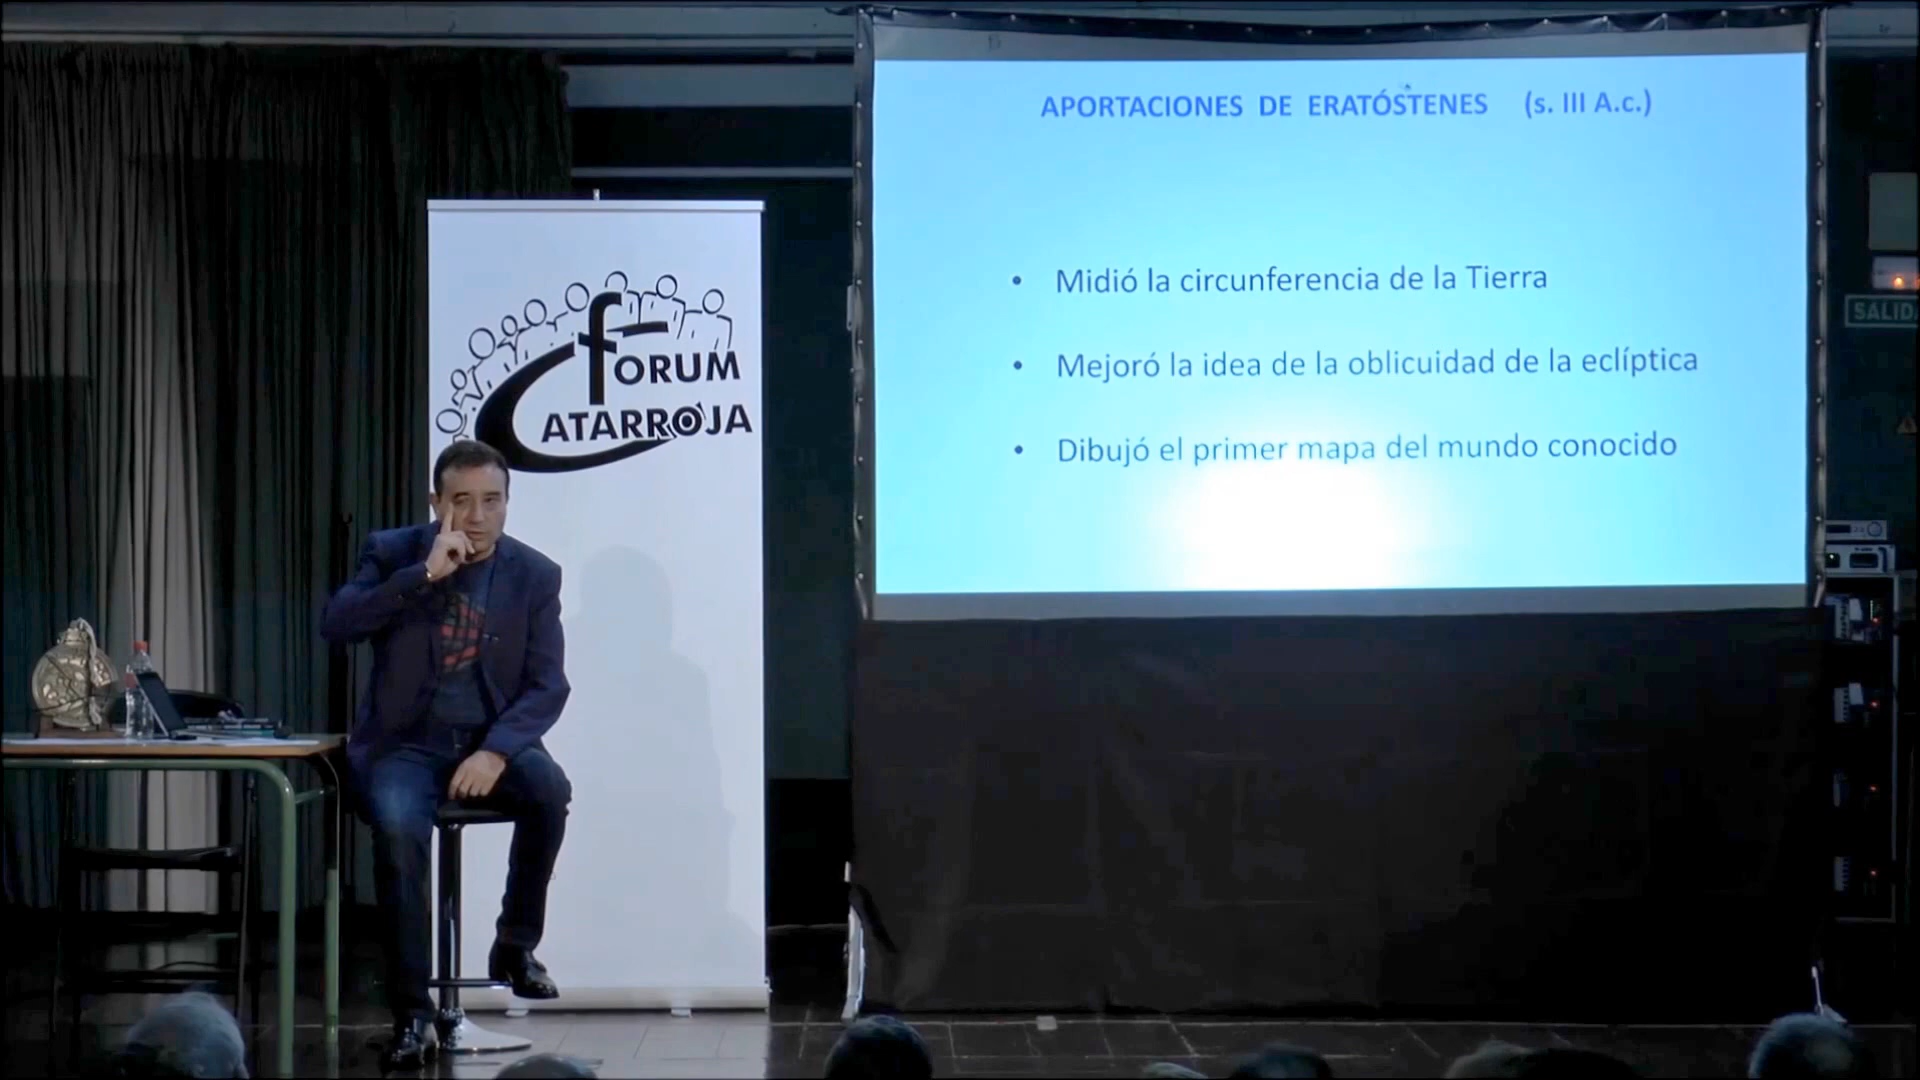 APORTACIONES DE ERATÓSTENES (s. III A.c.)
• Midió la circunferencia de la Tierra
• Mejoró la idea de la oblicuidad de la eclíptica
• Dibujó el primer mapa del mundo conocido
FORUM
CATARROJA
SALIDA